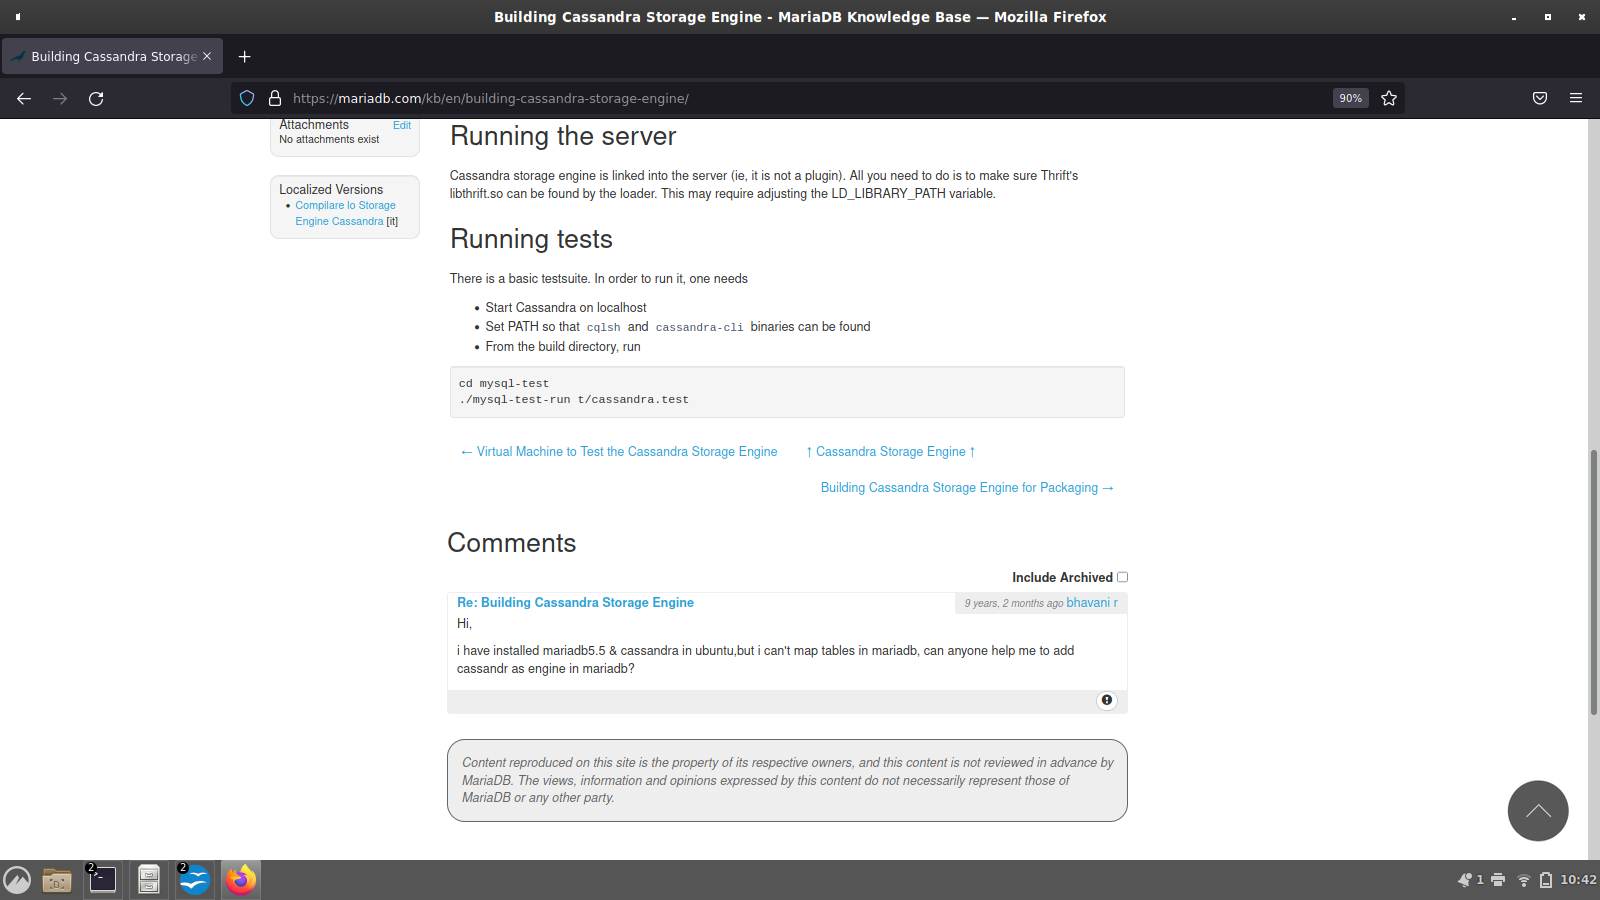 Building Cassandra Storage Engine - MariaDB Knowledge Base — Mozilla Firefox
Building Cassandra Storage
https://mariadb.com/kb/en/building-cassandra-storage-engine/
90%
Attachments Edit
No attachments exist
Localized Versions
• Compilare lo Storage
Engine Cassandra [it]
Running the server
Cassandra storage engine is linked into the server (ie, it is not a plugin). All you need to do is to make sure Thrift's
libthrift.so can be found by the loader. This may require adjusting the LD_LIBRARY_PATH variable.
Running tests
There is a basic testsuite. In order to run it, one needs
• Start Cassandra on localhost
• Set PATH so that cqlsh and cassandra-cli binaries can be found
• From the build directory, run
cd mysql-test
./mysql-test-run t/cassandra.test
← Virtual Machine to Test the Cassandra Storage Engine
↑ Cassandra Storage Engine ↑
Building Cassandra Storage Engine for Packaging →
Comments
Include Archived
Re: Building Cassandra Storage Engine
9 years, 2 months ago bhavani r
Hi,
i have installed mariadb5.5 & cassandra in ubuntu,but i can't map tables in mariadb, can anyone help me to add
cassandr as engine in mariadb?
Content reproduced on this site is the property of its respective owners, and this content is not reviewed in advance by
MariaDB. The views, information and opinions expressed by this content do not necessarily represent those of
MariaDB or any other party.
2
2
1
10:42